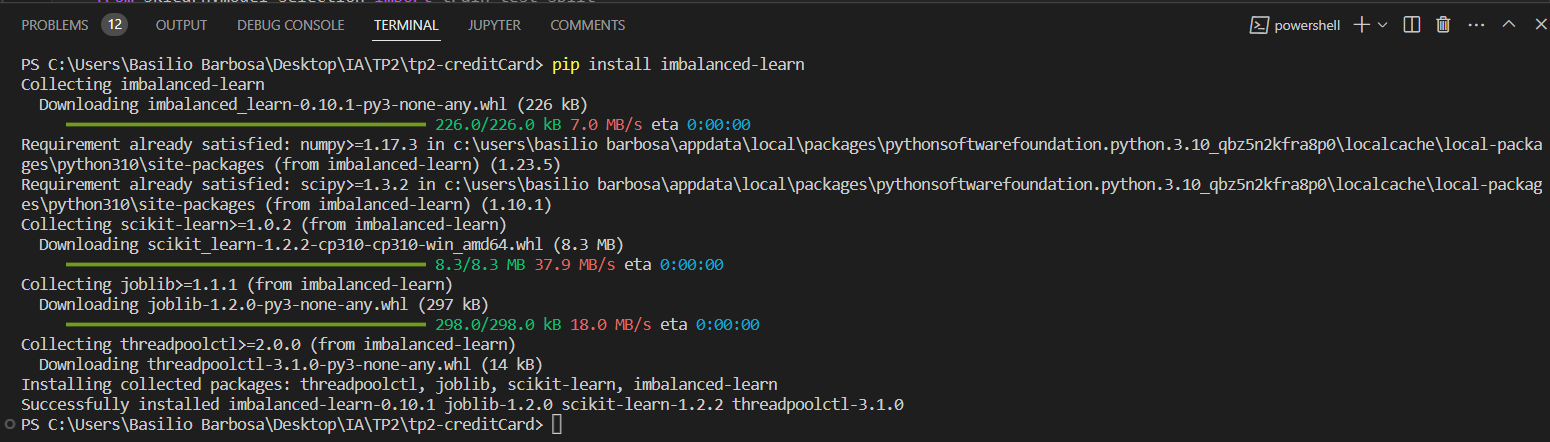 from sklearn.model_selection import train_test_split
PROBLEMS 12 OUTPUT DEBUG CONSOLE TERMINAL JUPYTER COMMENTS powershell
PS C:\Users\Basilio Barbosa\Desktop\IA\TP2\tp2-creditCard> pip install imbalanced-learn
Collecting imbalanced-learn
Downloading imbalanced_learn-0.10.1-py3-none-any.whl (226 kB)
226.0/226.0 kB 7.0 MB/s eta 0:00:00
Requirement already satisfied: numpy>=1.17.3 in c:\users\basilio barbosa\appdata\local\packages\pythonsoftwarefoundation.python.3.10_qbz5n2kfra8p0\localcache\local-packa
ges\python310\site-packages (from imbalanced-learn) (1.23.5)
Requirement already satisfied: scipy>=1.3.2 in c:\users\basilio barbosa\appdata\local\packages\pythonsoftwarefoundation.python.3.10_qbz5n2kfra8p0\localcache\local-packag
es\python310\site-packages (from imbalanced-learn) (1.10.1)
Collecting scikit-learn>=1.0.2 (from imbalanced-learn)
Downloading scikit_learn-1.2.2-cp310-cp310-win_amd64.whl (8.3 MB)
8.3/8.3 MB 37.9 MB/s eta 0:00:00
Collecting joblib>=1.1.1 (from imbalanced-learn)
Downloading joblib-1.2.0-py3-none-any.whl (297 kB)
298.0/298.0 kB 18.0 MB/s eta 0:00:00
Collecting threadpoolctl>=2.0.0 (from imbalanced-learn)
Downloading threadpoolctl-3.1.0-py3-none-any.whl (14 kB)
Installing collected packages: threadpoolctl, joblib, scikit-learn, imbalanced-learn
Successfully installed imbalanced-learn-0.10.1 joblib-1.2.0 scikit-learn-1.2.2 threadpoolctl-3.1.0
PS C:\Users\Basilio Barbosa\Desktop\IA\TP2\tp2-creditCard>